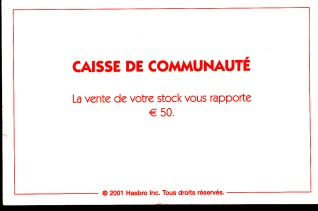 CAISSE DE COMMUNAUTÉ
La vente de votre stock vous rapporte
€ 50.
© 2001 Hasbro Inc. Tous droits réservés.